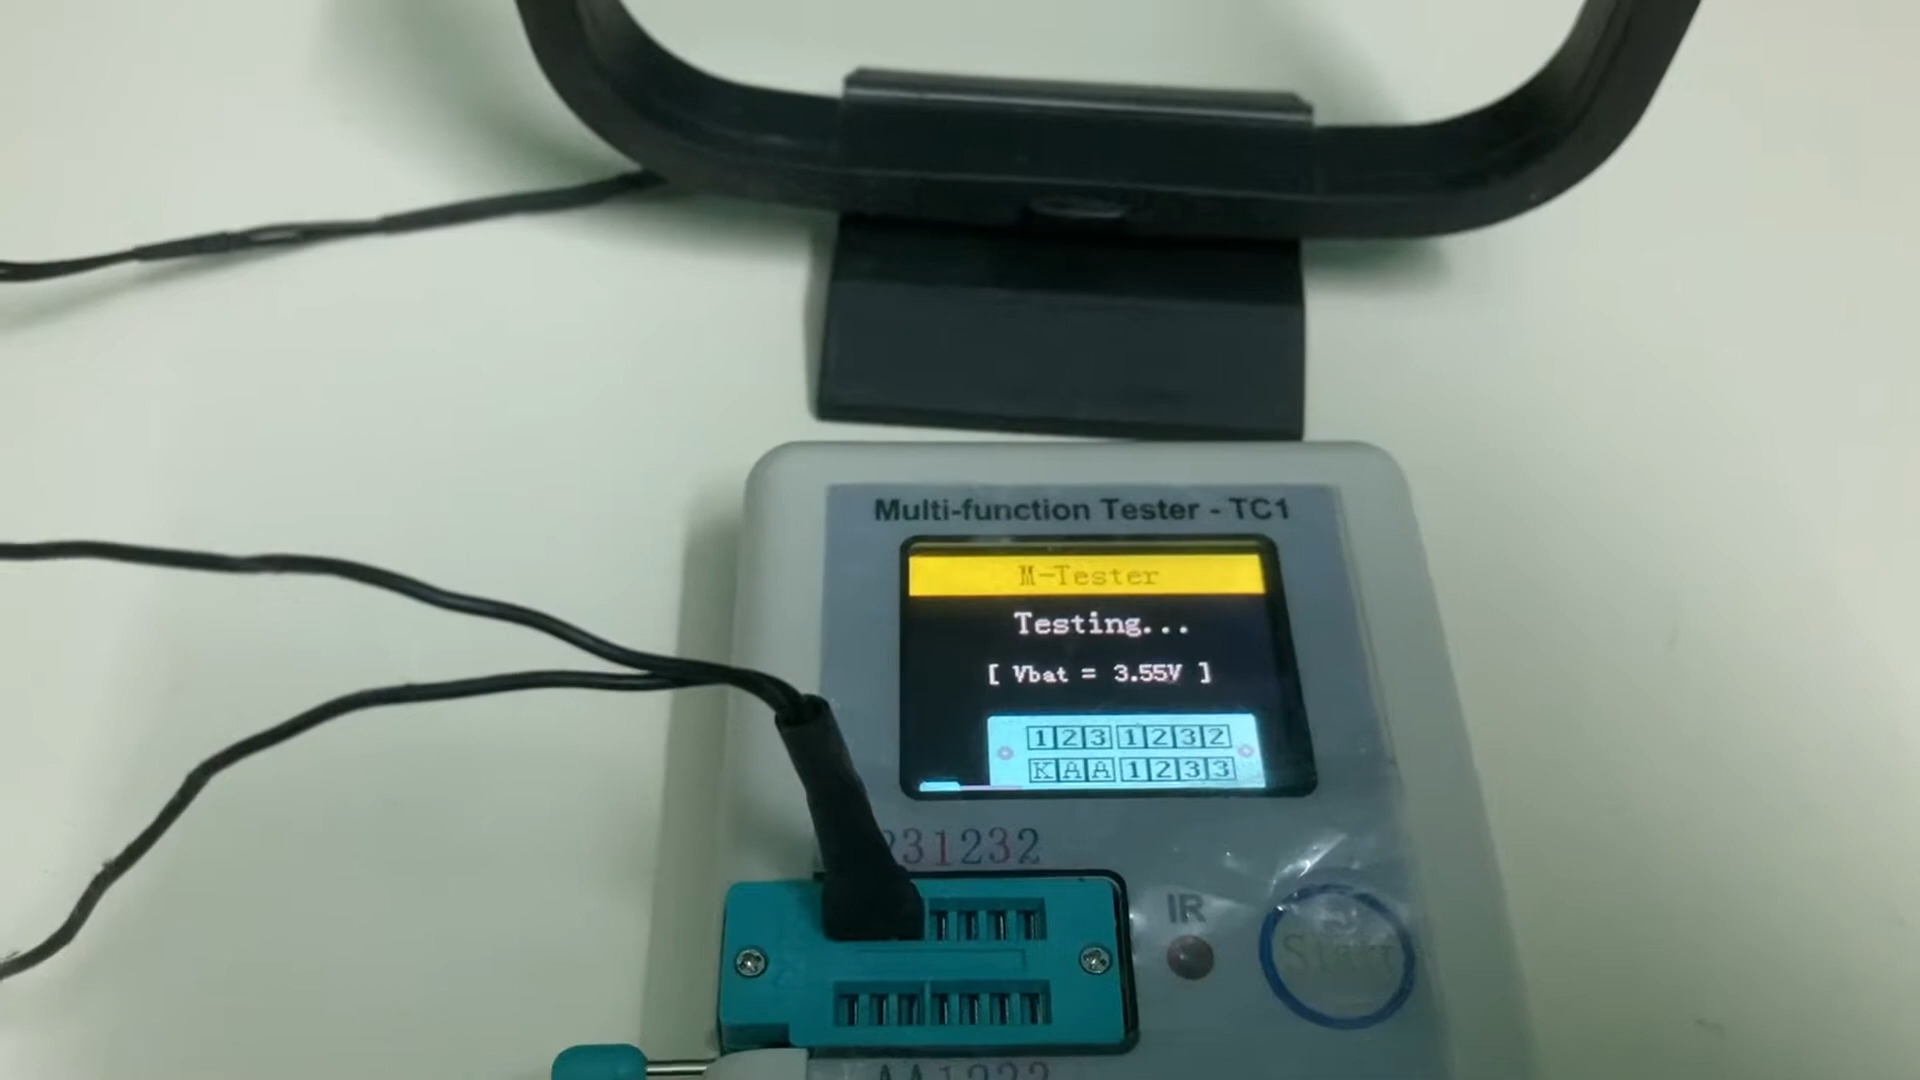 Multi-function Tester - TC1
M-Tester
Testing...
[ Vbat = 3.55V ]
1 2 3 1 2 3 2
K A A 1 2 3 3
231232
IR
Start